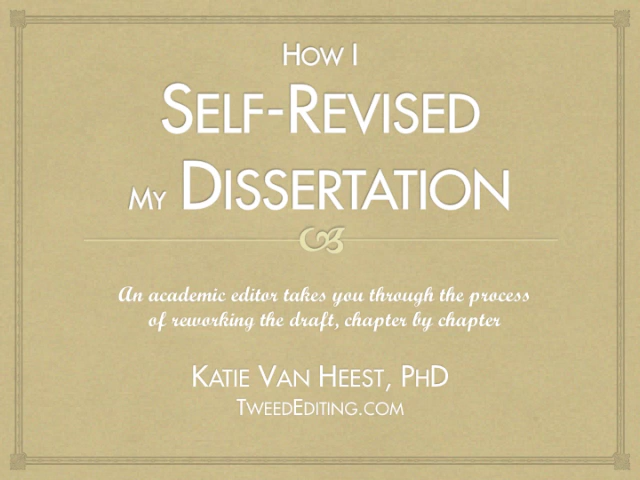 How I
Self-Revised
My Dissertation
An academic editor takes you through the process
of reworking the draft, chapter by chapter
Katie Van Heest, PhD
TweedEditing.com